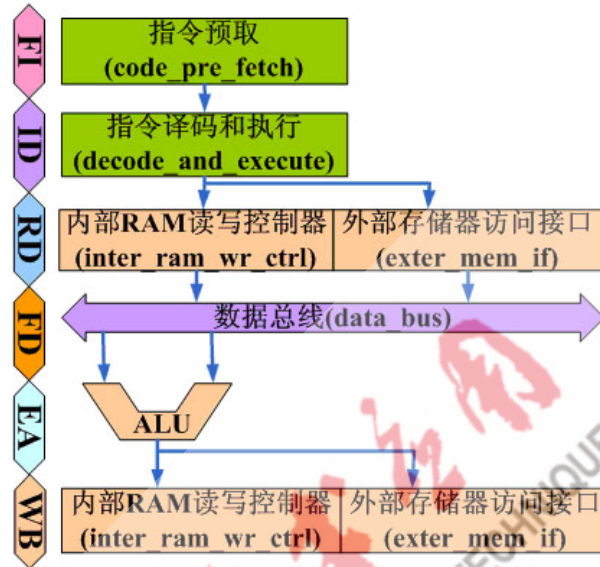 FI
指令预取
(code_pre_fetch)
ID
指令译码和执行
(decode_and_execute)
RD
内部RAM读写控制器
(inter_ram_wr_ctrl)
外部存储器访问接口
(exter_mem_if)
FD
数据总线(data_bus)
EA
ALU
WB
内部RAM读写控制器
(inter_ram_wr_ctrl)
外部存储器访问接口
(exter_mem_if)
TECHNIQUE